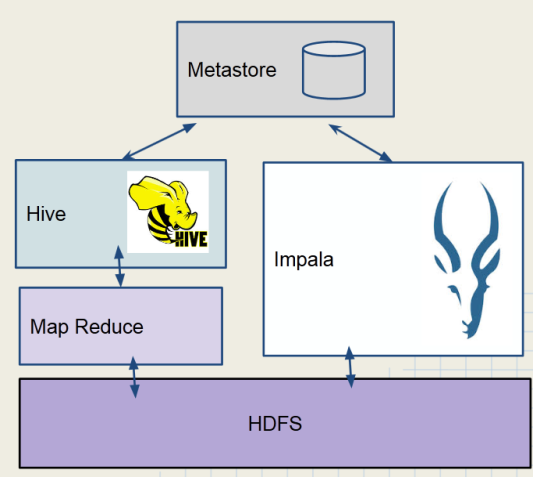 Metastore
Hive
HIVE
Impala
Map Reduce
HDFS